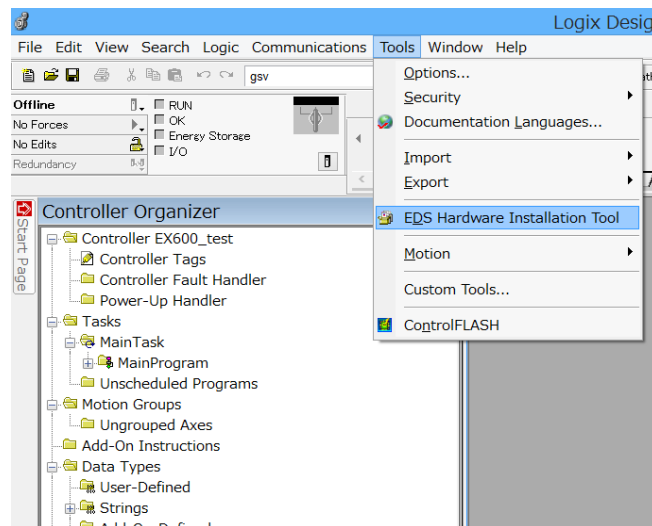 Logix Desig
File Edit View Search Logic Communications Tools Window Help
gsv
Offline
RUN
No Forces
OK
No Edits
Energy Storage
Redundancy
I/O
Options...
Security
Documentation Languages...
Import
Export
EDS Hardware Installation Tool
Motion
Custom Tools...
ControlFLASH
Start Page
Controller Organizer
Controller EX600_test
Controller Tags
Controller Fault Handler
Power-Up Handler
Tasks
MainTask
MainProgram
Unscheduled Programs
Motion Groups
Ungrouped Axes
Add-On Instructions
Data Types
User-Defined
Strings
Add-On-Defined